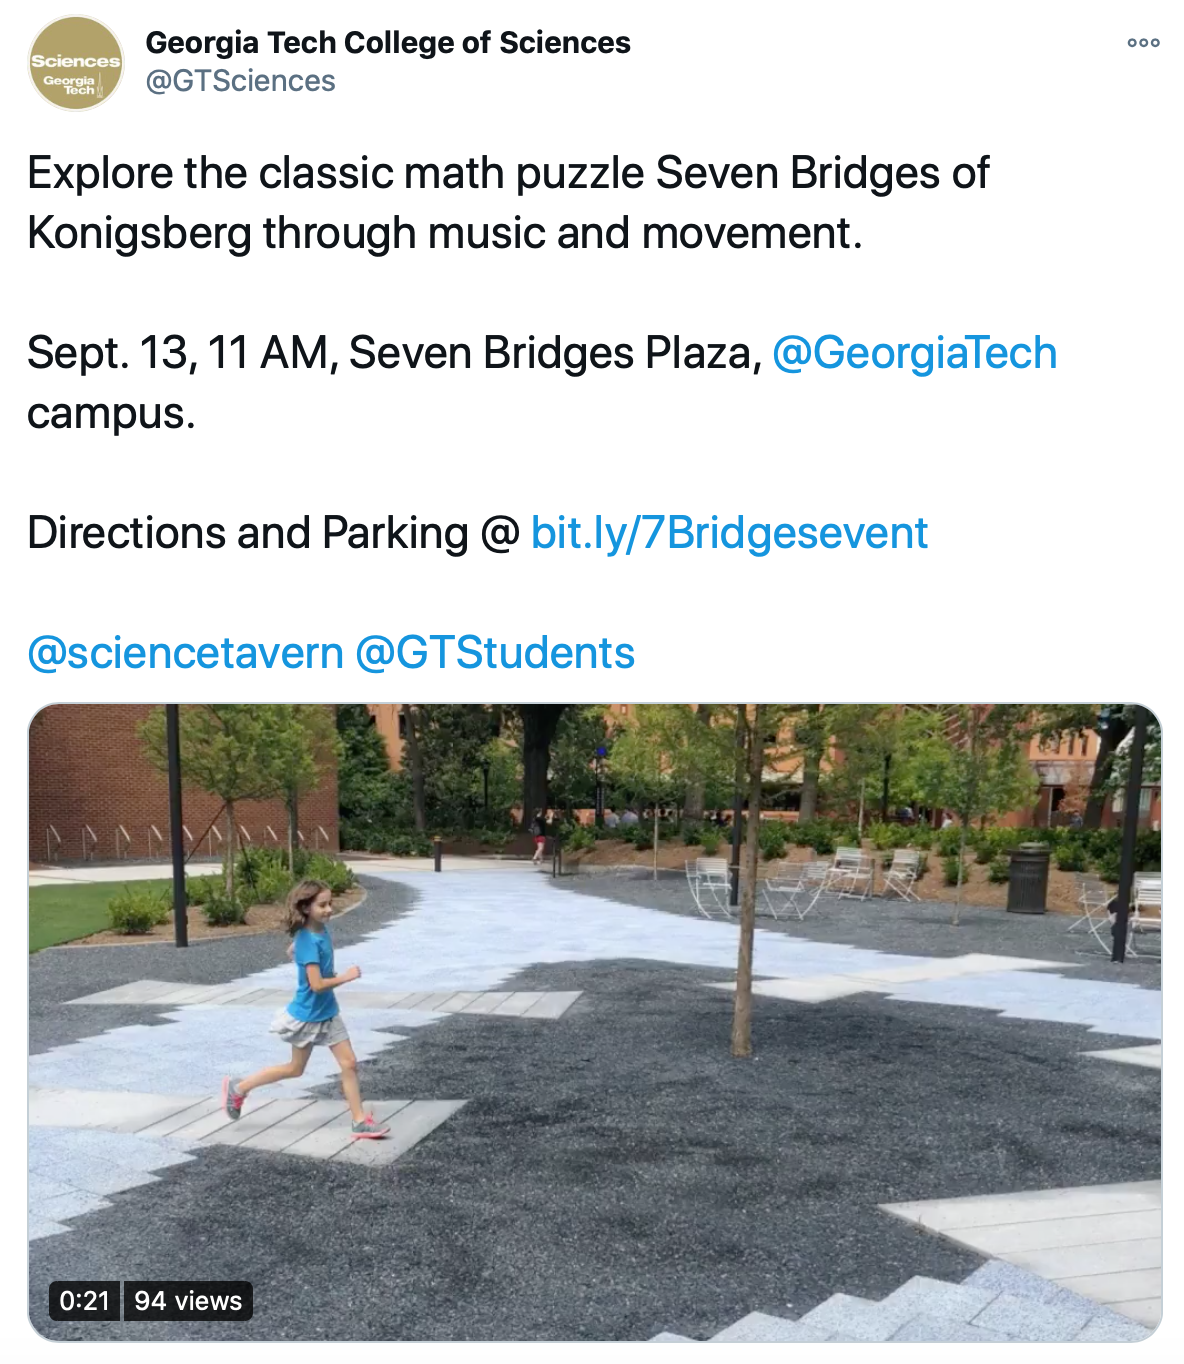 Sciences
Georgia
Tech
Georgia Tech College of Sciences
@GTSciences
Explore the classic math puzzle Seven Bridges of
Konigsberg through music and movement.
Sept. 13, 11 AM, Seven Bridges Plaza, @GeorgiaTech
campus.
Directions and Parking @ bit.ly/7Bridgesevent
@sciencetavern @GTStudents
0:21 94 views